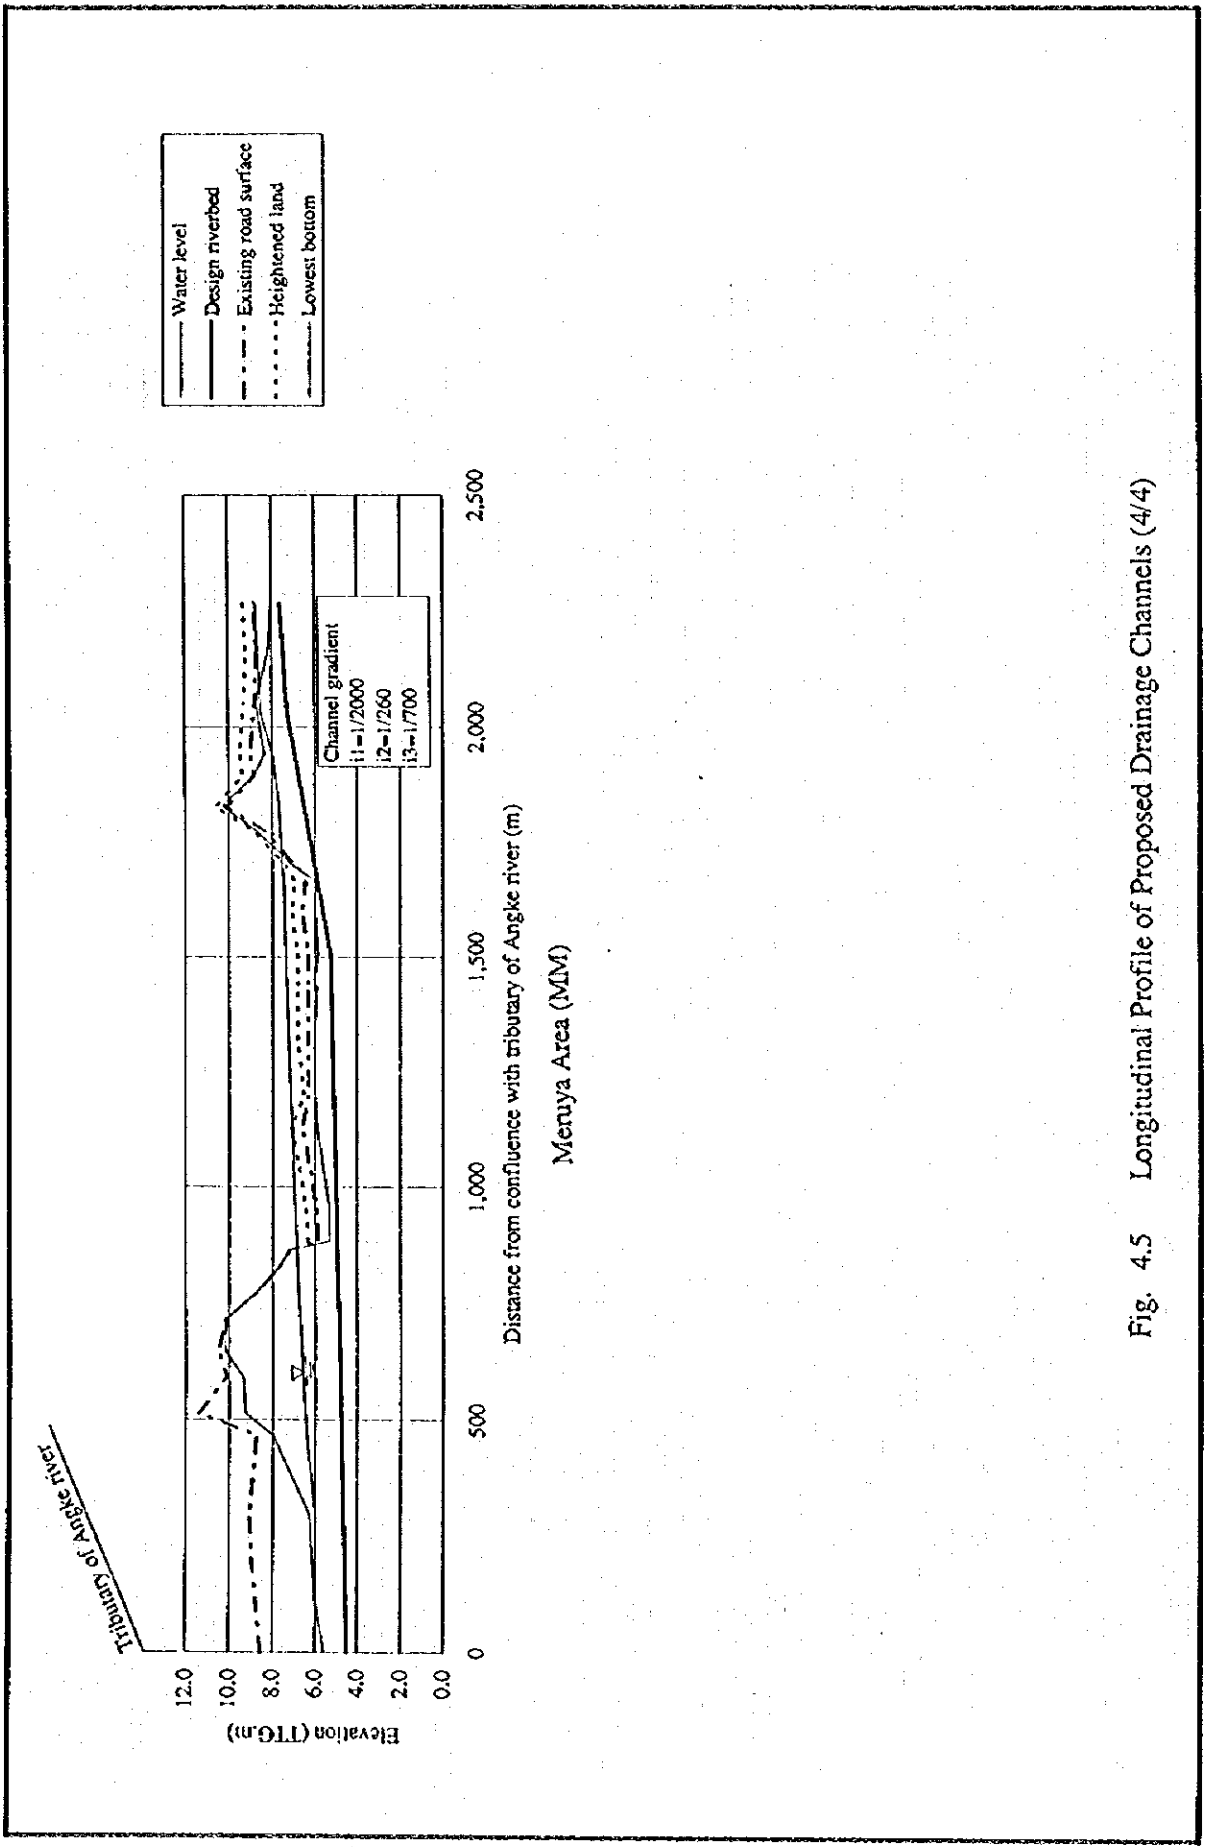 Tributary of Angke river
Elevation (TTG.m)
12.0
10.0
8.0
6.0
4.0
2.0
0.0
0
500
1,000
1,500
2,000
2,500
Distance from confluence with tributary of Angke river (m)
Channel gradient
i1=1/2000
i2=1/260
i3=1/700
Water level
Design riverbed
Existing road surface
Heightened land
Lowest bottom
Meruya Area (MM)
Fig. 4.5 Longitudinal Profile of Proposed Drainage Channels (4/4)